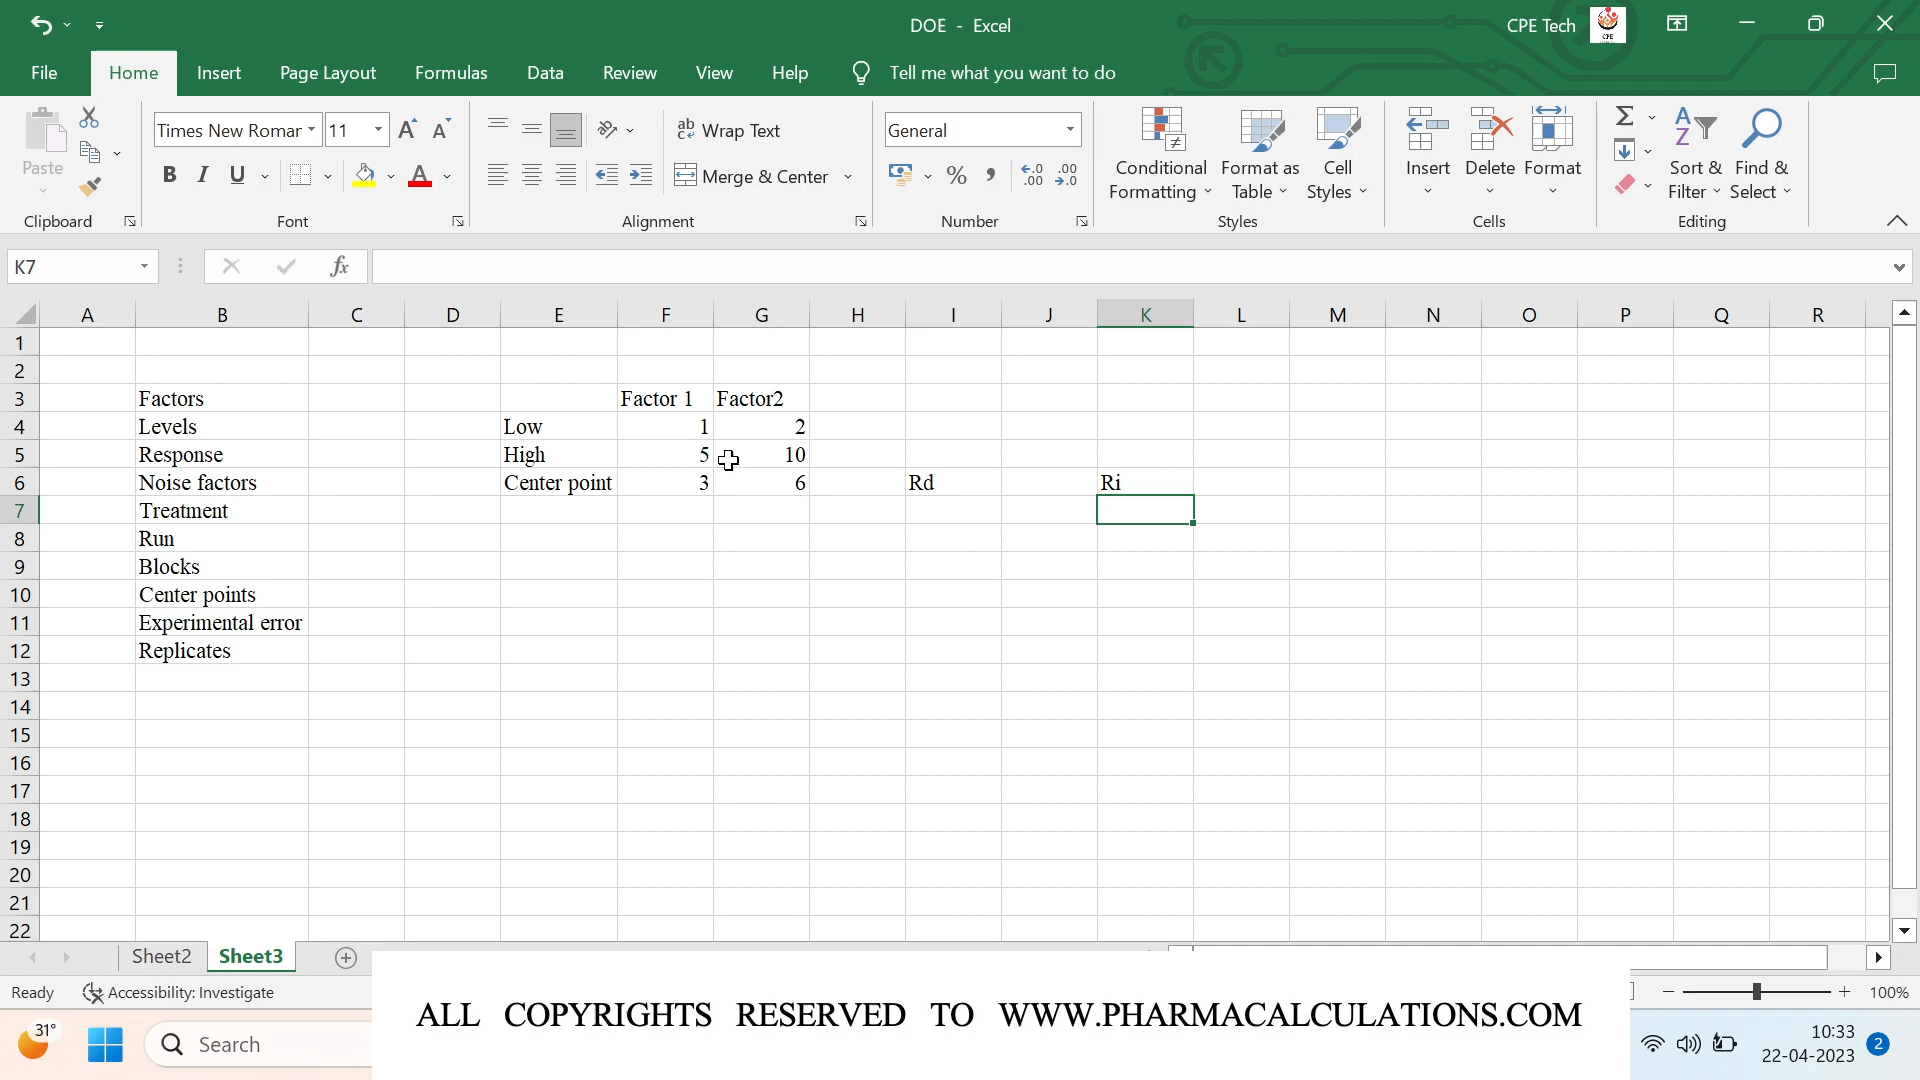 DOE - Excel
CPE Tech
CPE
File Home Insert Page Layout Formulas Data Review View Help Tell me what you want to do
Paste
Clipboard
Times New Roman 11
B I U A
Font
ab Wrap Text
Merge & Center
Alignment
General
% ,
Number
Conditional Formatting
Format as Table
Cell Styles
Styles
Insert Delete Format
Cells
Sort & Filter
Find & Select
Editing
K7 fx
A B C D E F G H I J K L M N O P Q R
1
2
3 Factors Factor 1 Factor2
4 Levels Low 1 2
5 Response High 5 10
6 Noise factors Center point 3 6 Rd Ri
7 Treatment
8 Run
9 Blocks
10 Center points
11 Experimental error
12 Replicates
13
14
15
16
17
18
19
20
21
22
Sheet2 Sheet3
Ready Accessibility: Investigate 100%
ALL COPYRIGHTS RESERVED TO WWW.PHARMACALCULATIONS.COM
31° Search
10:33
22-04-2023 2